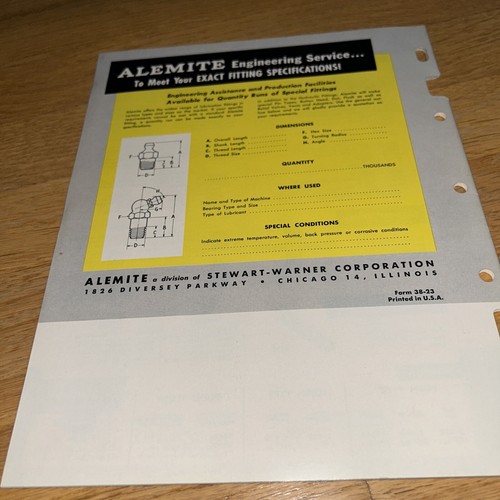 ALEMITE Engineering Service...
To Meet Your EXACT FITTING SPECIFICATIONS!
Engineering Assistance and Production Facilities
Available for Quantity Runs of Special Fittings
DIMENSIONS
A. Overall Length
B. Shank Length
C. Thread Length
D. Thread Size
F. Hex Size
G. Turning Radius
H. Angle
QUANTITY
THOUSANDS
WHERE USED
Name and Type of Machine
Bearing Type and Size
Type of Lubricant
SPECIAL CONDITIONS
Indicate extreme temperature, volume, back pressure or corrosive conditions
ALEMITE a division of STEWART-WARNER CORPORATION
1826 DIVERSEY PARKWAY • CHICAGO 14, ILLINOIS
Form 38-23
Printed in U.S.A.